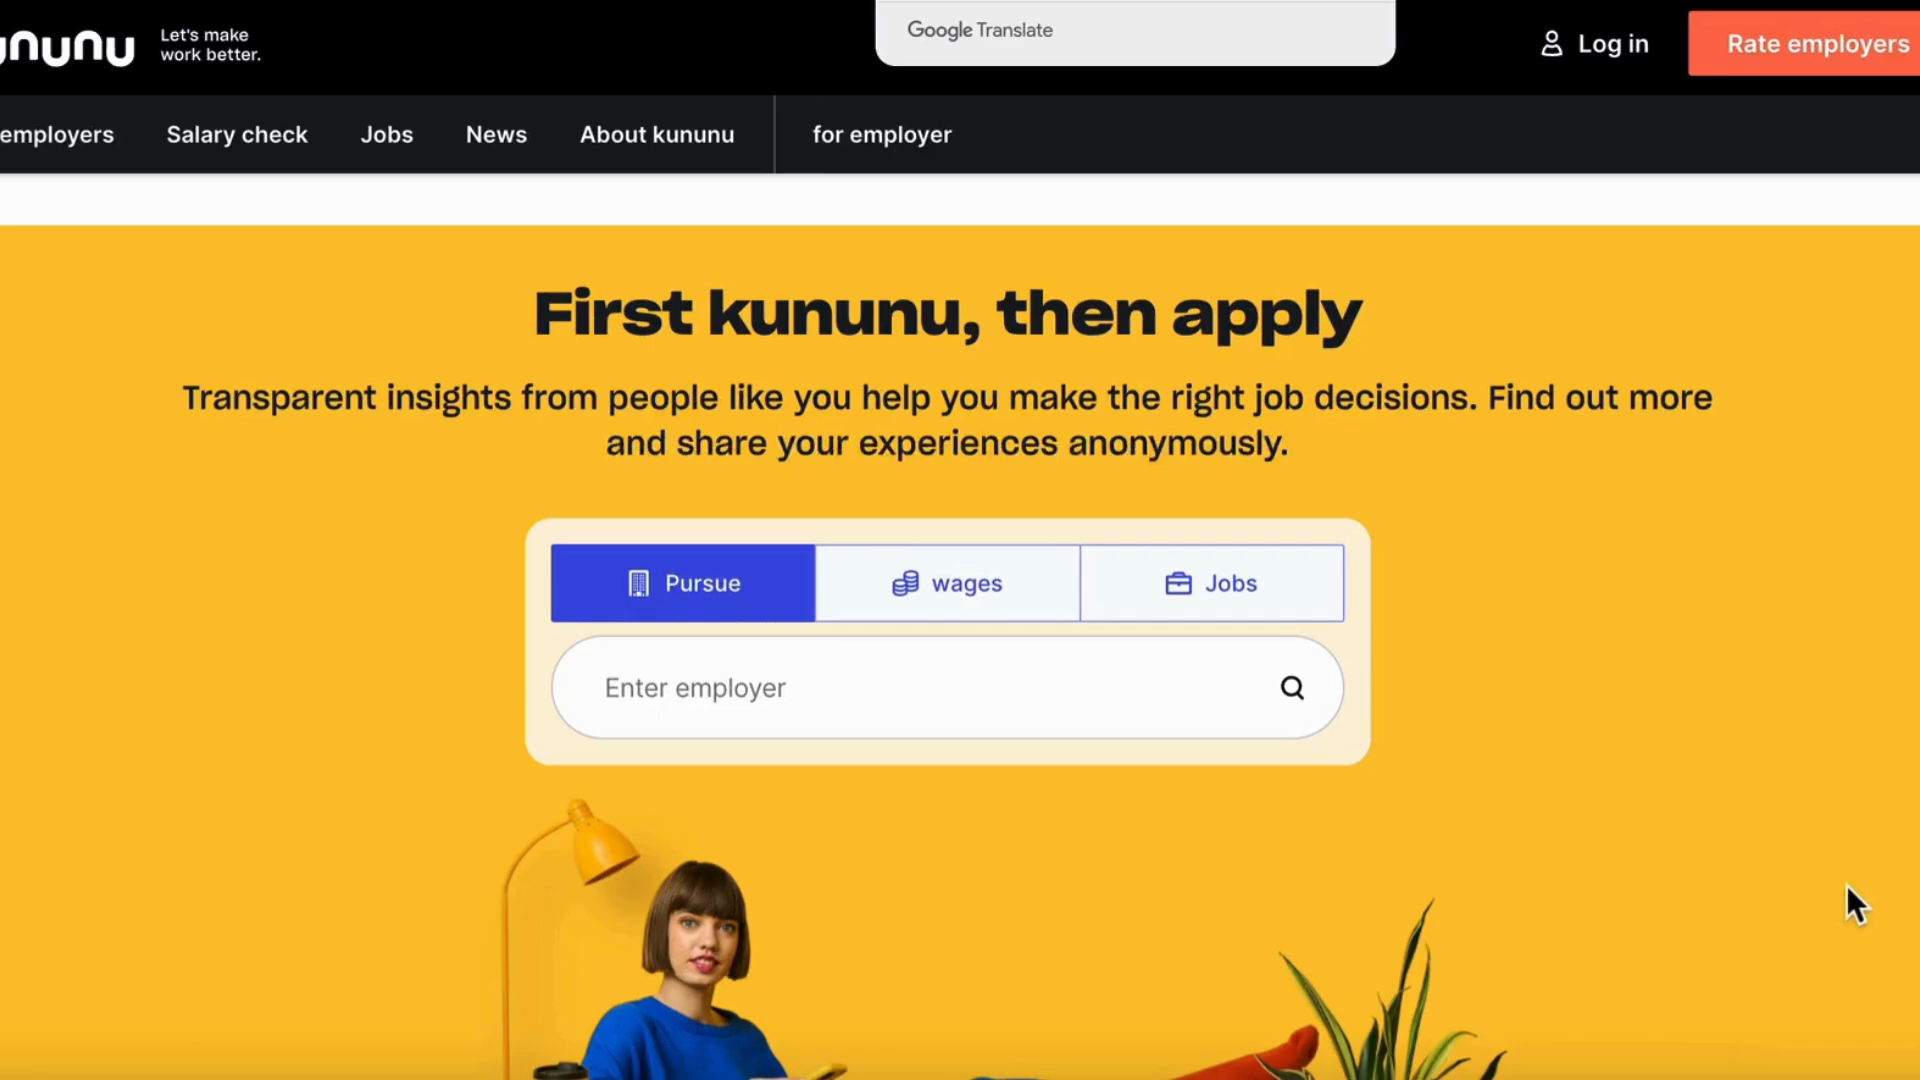 ununu
Let's make
work better.
Google Translate
Log in
Rate employers
employers
Salary check
Jobs
News
About kununu
for employer
First kununu, then apply
Transparent insights from people like you help you make the right job decisions. Find out more
and share your experiences anonymously.
Pursue
wages
Jobs
Enter employer